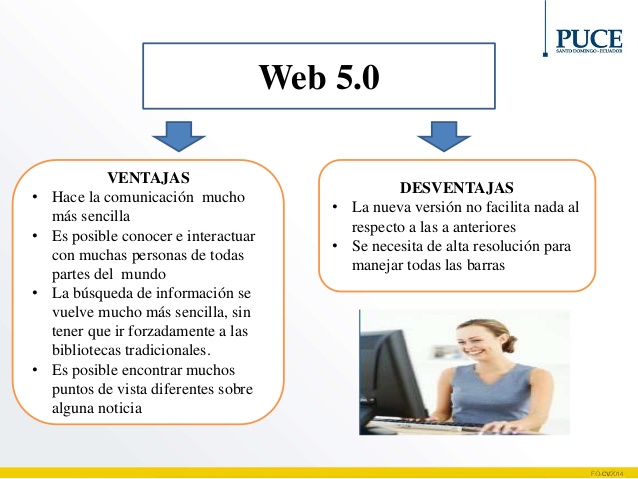 PUCE
SANTO DOMINGO - ECUADOR
Web 5.0
VENTAJAS
• Hace la comunicación mucho
más sencilla
• Es posible conocer e interactuar
con muchas personas de todas
partes del mundo
• La búsqueda de información se
vuelve mucho más sencilla, sin
tener que ir forzadamente a las
bibliotecas tradicionales.
• Es posible encontrar muchos
puntos de vista diferentes sobre
alguna noticia
DESVENTAJAS
• La nueva versión no facilita nada al
respecto a las a anteriores
• Se necesita de alta resolución para
manejar todas las barras